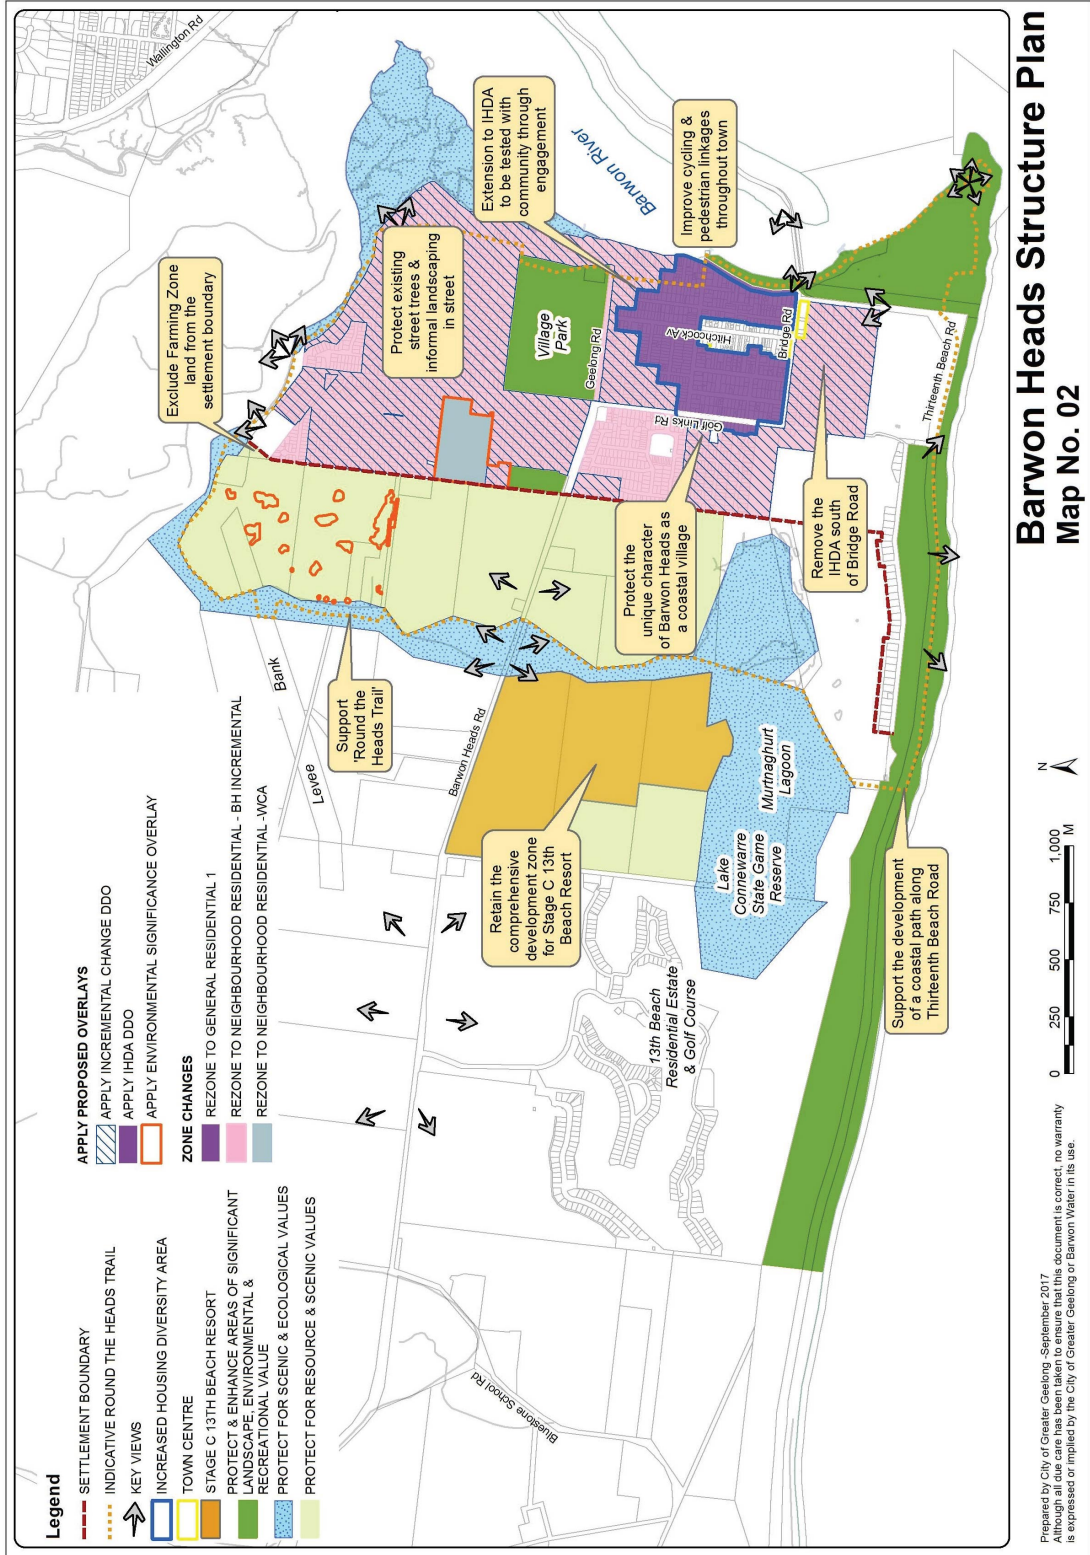 Barwon Heads Structure Plan
Map No. 02
Legend
SETTLEMENT BOUNDARY
INDICATIVE ROUND THE HEADS TRAIL
KEY VIEWS
INCREASED HOUSING DIVERSITY AREA
TOWN CENTRE
STAGE C 13TH BEACH RESORT
PROTECT & ENHANCE AREAS OF SIGNIFICANT
LANDSCAPE, ENVIRONMENTAL &
RECREATIONAL VALUE
PROTECT FOR SCENIC & ECOLOGICAL VALUES
PROTECT FOR RESOURCE & SCENIC VALUES
APPLY PROPOSED OVERLAYS
APPLY INCREMENTAL CHANGE DDO
APPLY IHDA DDO
APPLY ENVIRONMENTAL SIGNIFICANCE OVERLAY
ZONE CHANGES
REZONE TO GENERAL RESIDENTIAL 1
REZONE TO NEIGHBOURHOOD RESIDENTIAL - BH INCREMENTAL
REZONE TO NEIGHBOURHOOD RESIDENTIAL -WCA
Wallington Rd
Exclude Farming Zone
land from the
settlement boundary
Protect existing
street trees &
informal landscaping
in street
Extension to IHDA
to be tested with
community through
engagement
Barwon River
Improve cycling &
pedestrian linkages
throughout town
Village
Park
Geelong Rd
Hitchcock Av
Bridge Rd
Golf Links Rd
Thirteenth Beach Rd
Levee
Bank
Support
'Round the
Heads Trail'
Barwon Heads Rd
Protect the
unique character
of Barwon Heads as
a coastal village
Remove the
IHDA south
of Bridge Road
Retain the
comprehensive
development zone
for Stage C 13th
Beach Resort
Lake
Connewarre
State Game
Reserve
Murtnaghurt
Lagoon
13th Beach
Residential Estate
& Golf Course
Support the development
of a coastal path along
Thirteenth Beach Road
Bluestone School Rd
Prepared by City of Greater Geelong -September 2017
Although all due care has been taken to ensure that this document is correct, no warranty
is expressed or implied by the City of Greater Geelong or Barwon Water in its use.
0 250 500 750 1,000
M
N